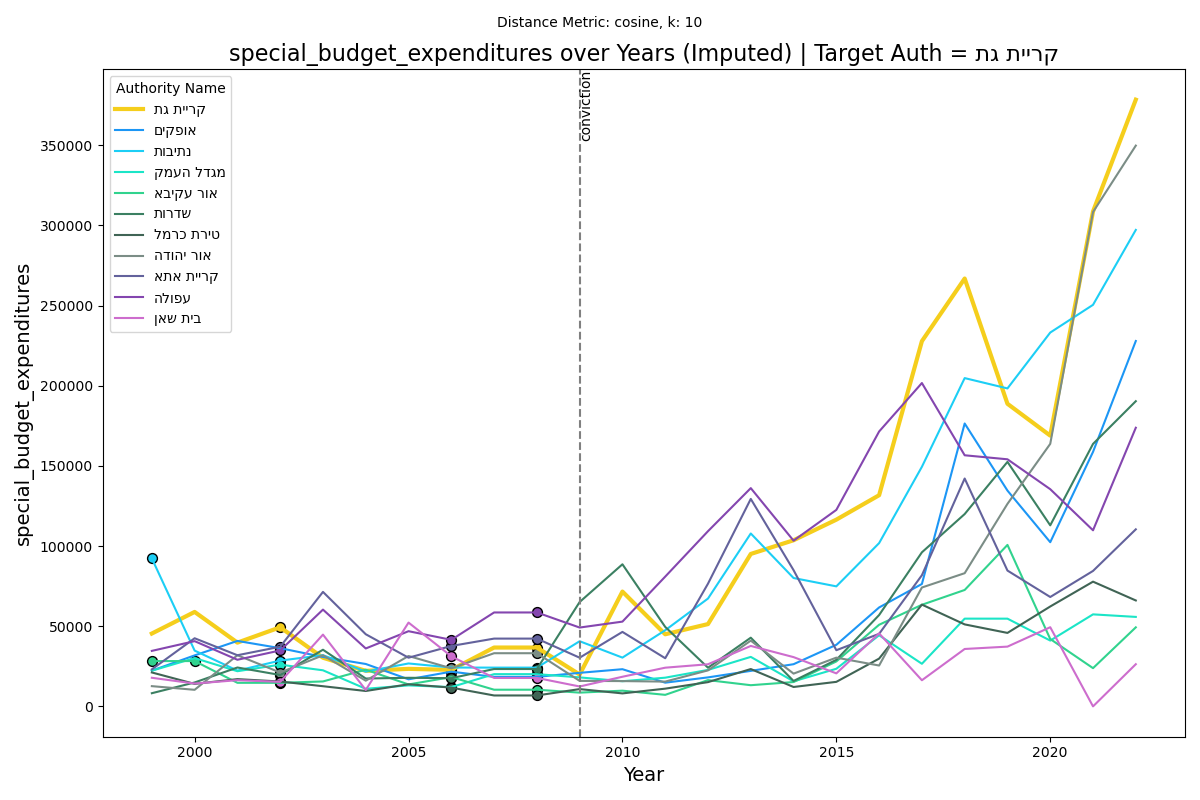 Distance Metric: cosine, k: 10
special_budget_expenditures over Years (Imputed) | Target Auth = קריית גת
Authority Name
קריית גת
אופקים
נתיבות
מגדל העמק
אור עקיבא
שדרות
טירת כרמל
אור יהודה
קריית אתא
עפולה
בית שאן
conviction
special_budget_expenditures
350000
300000
250000
200000
150000
100000
50000
0
2000 2005 2010 2015 2020
Year